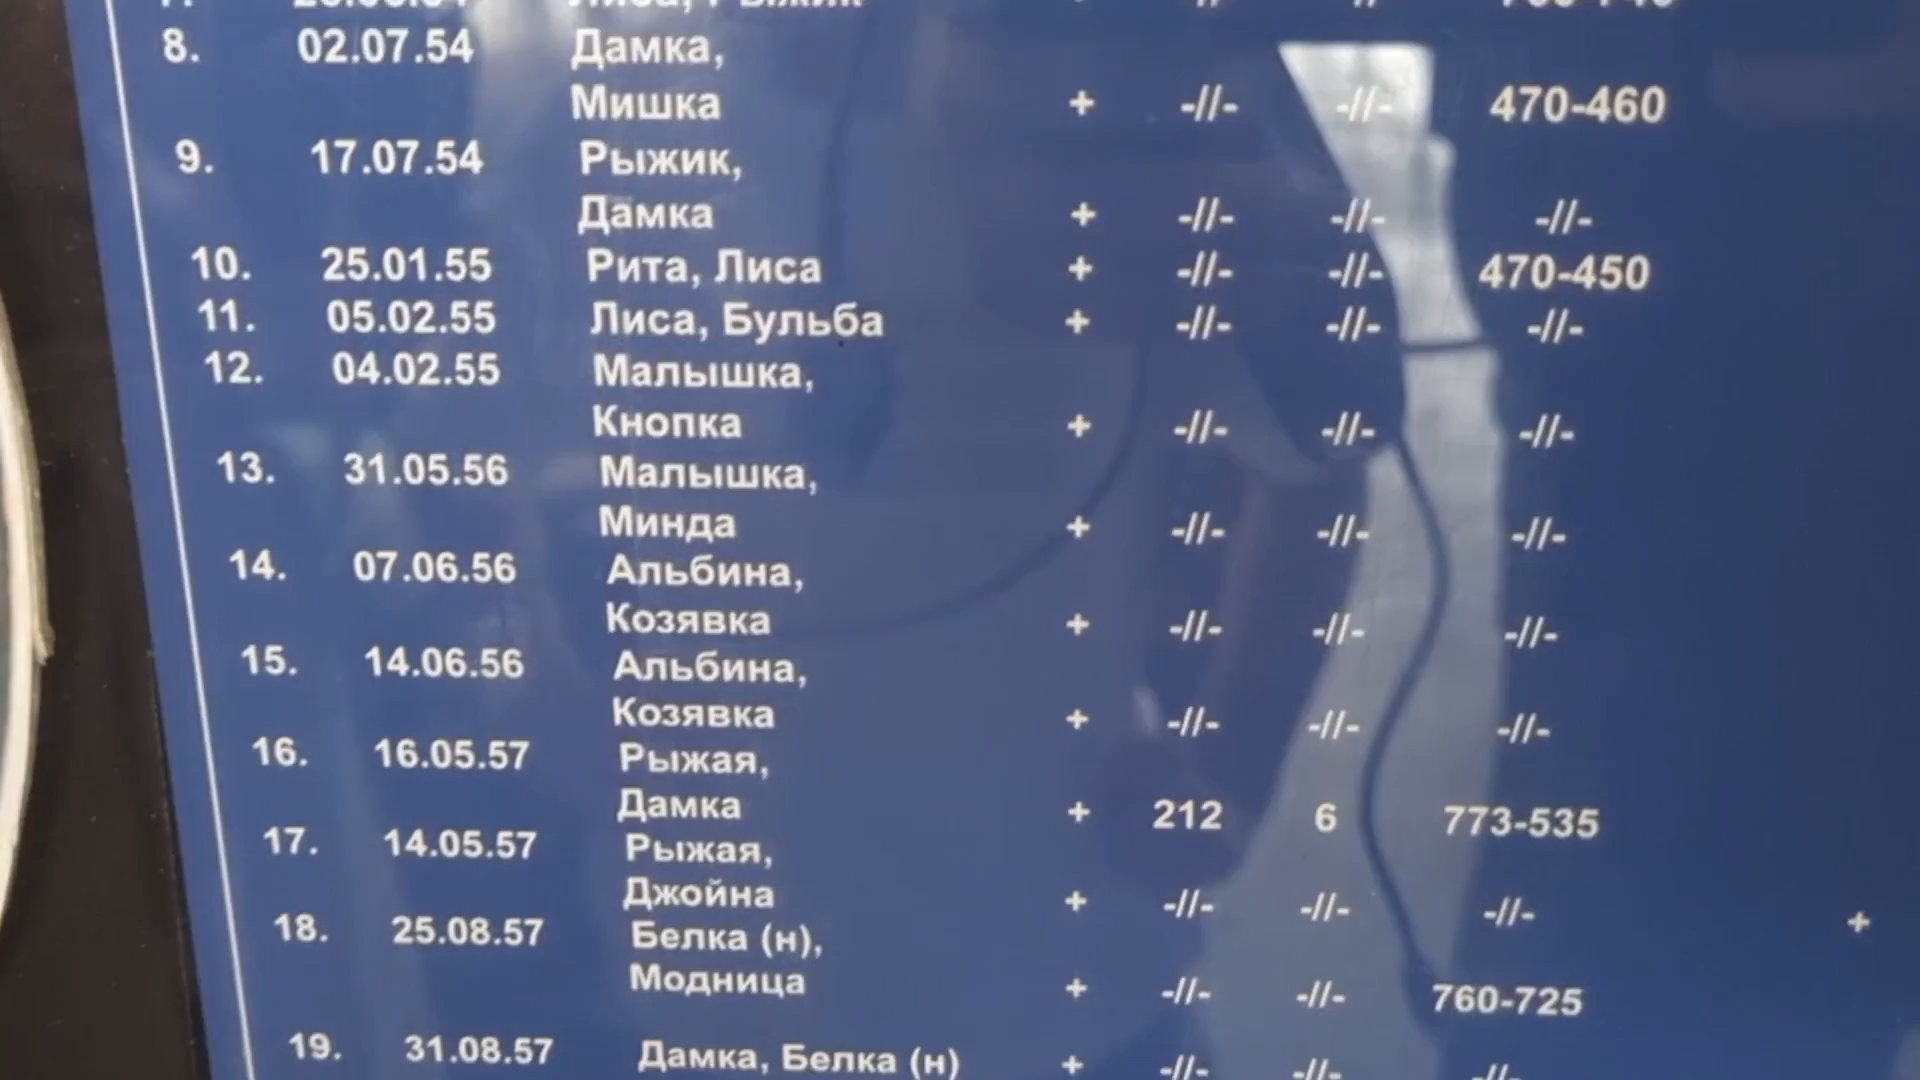 8. 02.07.54 Дамка,
Мишка + -//- -//- 470-460
9. 17.07.54 Рыжик,
Дамка + -//- -//- -//-
10. 25.01.55 Рита, Лиса + -//- -//- 470-450
11. 05.02.55 Лиса, Бульба + -//- -//- -//-
12. 04.02.55 Малышка,
Кнопка + -//- -//- -//-
13. 31.05.56 Малышка,
Минда + -//- -//- -//-
14. 07.06.56 Альбина,
Козявка + -//- -//- -//-
15. 14.06.56 Альбина,
Козявка + -//- -//- -//-
16. 16.05.57 Рыжая,
Дамка + 212 6 773-535
17. 14.05.57 Рыжая,
Джойна + -//- -//- -//- +
18. 25.08.57 Белка (н),
Модница + -//- -//- 760-725
19. 31.08.57 Дамка, Белка (н) + -//- -//- -//-